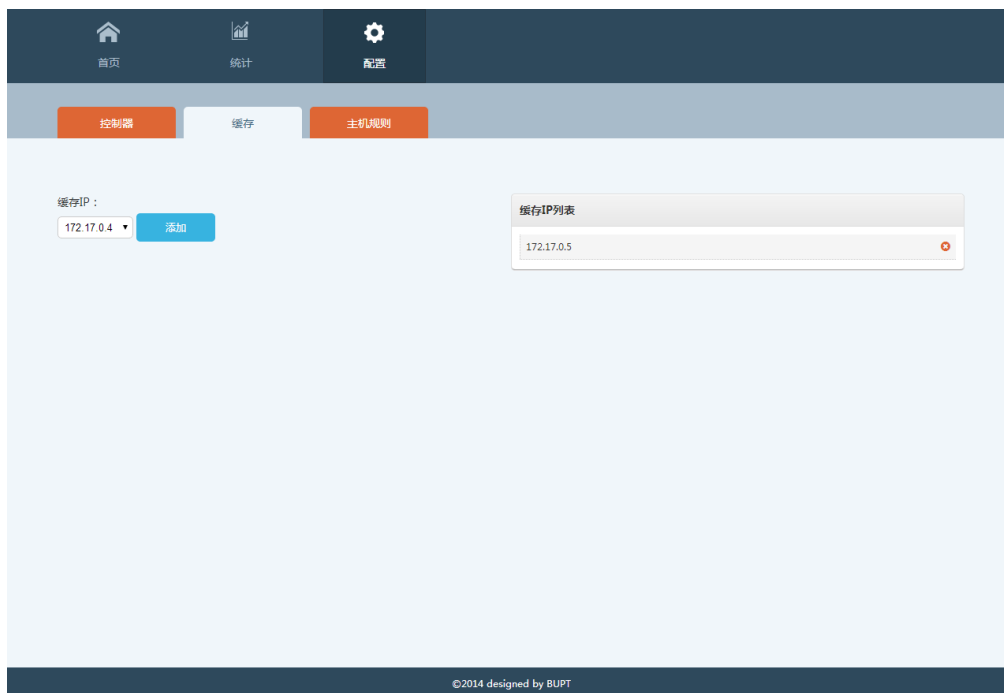 首页 统计 配置
控制器 缓存 主机规则
缓存IP：
172.17.0.4 添加
缓存IP列表
172.17.0.5
©2014 designed by BUPT